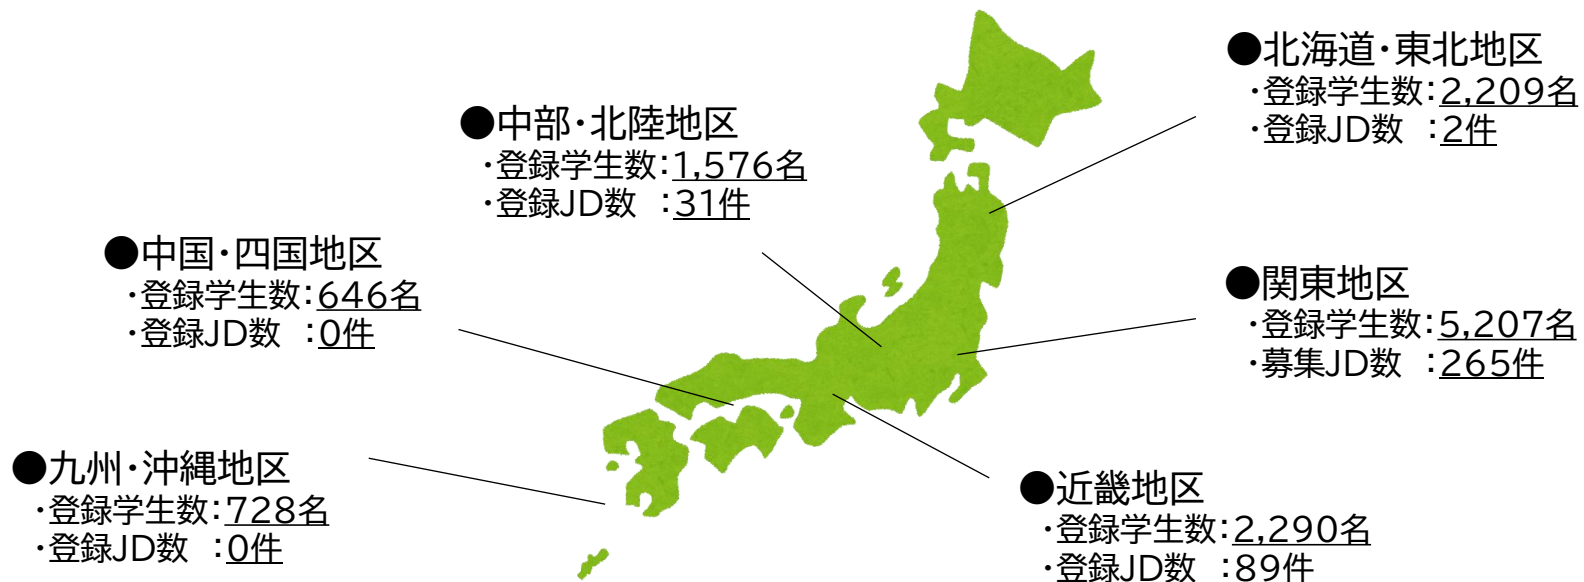 ●北海道・東北地区
・登録学生数:2,209名
・登録JD数 :2件
●中部・北陸地区
・登録学生数:1,576名
・登録JD数 :31件
●中国・四国地区
・登録学生数:646名
・登録JD数 :0件
●関東地区
・登録学生数:5,207名
・募集JD数 :265件
●九州・沖縄地区
・登録学生数:728名
・登録JD数 :0件
●近畿地区
・登録学生数:2,290名
・登録JD数 :89件